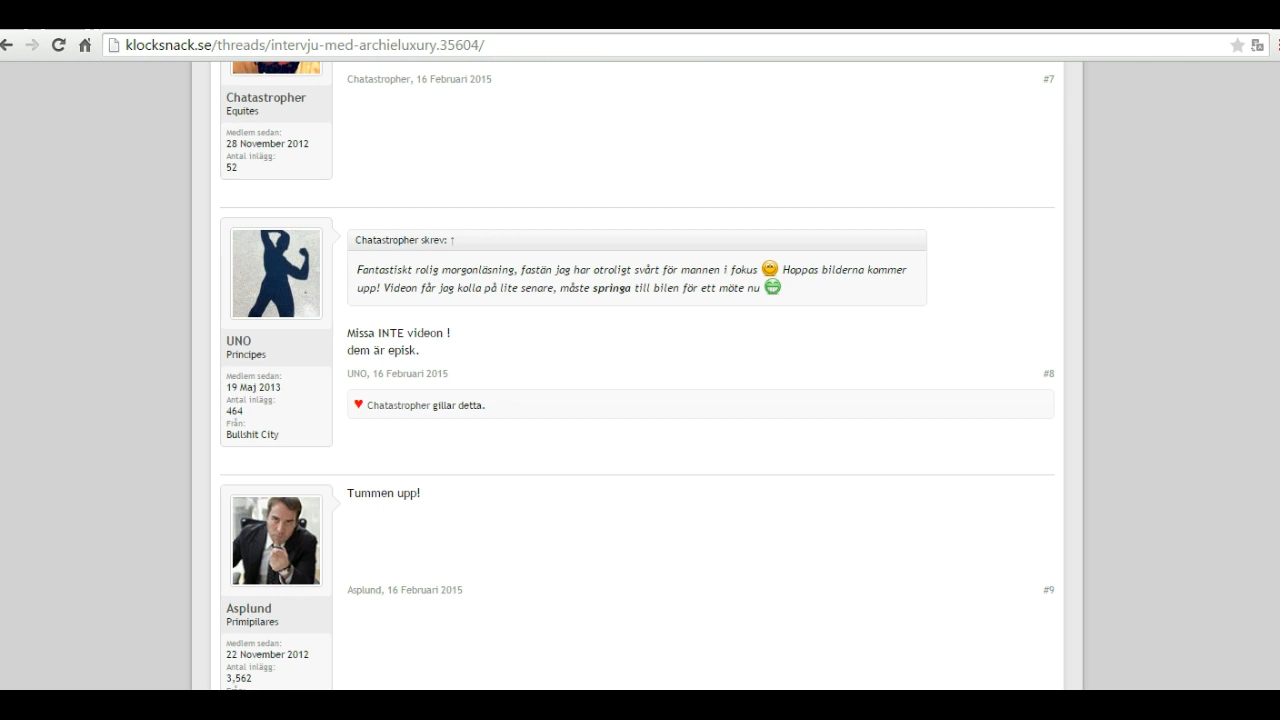 klocksnack.se/threads/intervju-med-archieluxury.35604/
Chatastropher, 16 Februari 2015 #7
Chatastropher
Equites
Medlem sedan:
28 November 2012
Antal inlägg:
52
Chatastropher skrev: ↑
Fantastiskt rolig morgonläsning, fastän jag har otroligt svårt för mannen i fokus Hoppas bilderna kommer
upp! Videon får jag kolla på lite senare, måste springa till bilen för ett möte nu
Missa INTE videon !
dem är episk.
UNO, 16 Februari 2015 #8
Chatastropher gillar detta.
UNO
Principes
Medlem sedan:
19 Maj 2013
Antal inlägg:
464
Från:
Bullshit City
Tummen upp!
Asplund, 16 Februari 2015 #9
Asplund
Primipilares
Medlem sedan:
22 November 2012
Antal inlägg:
3,562